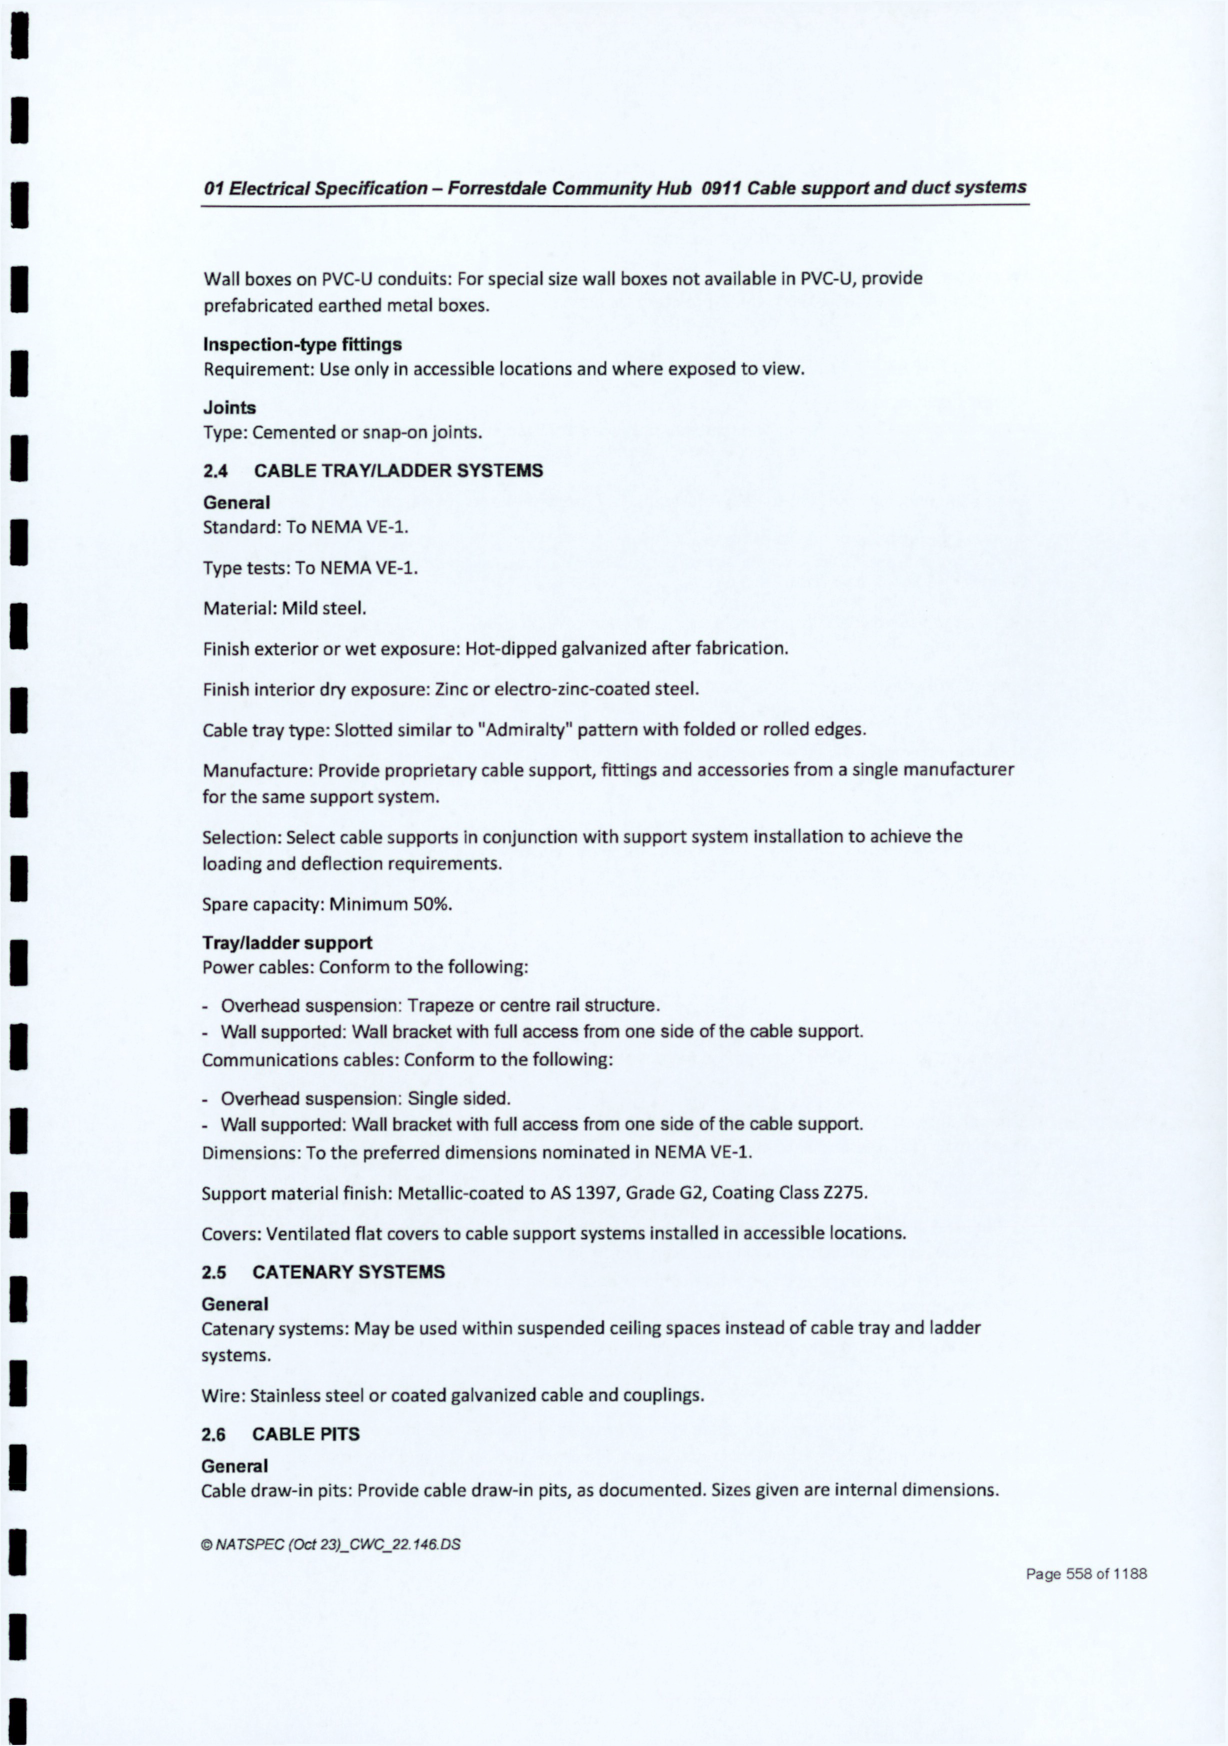 01 Electrical Specification – Forrestdale Community Hub 0911 Cable support and duct systems
Wall boxes on PVC-U conduits: For special size wall boxes not available in PVC-U, provide
prefabricated earthed metal boxes.
Inspection-type fittings
Requirement: Use only in accessible locations and where exposed to view.
Joints
Type: Cemented or snap-on joints.
2.4 CABLE TRAY/LADDER SYSTEMS
General
Standard: To NEMA VE-1.
Type tests: To NEMA VE-1.
Material: Mild steel.
Finish exterior or wet exposure: Hot-dipped galvanized after fabrication.
Finish interior dry exposure: Zinc or electro-zinc-coated steel.
Cable tray type: Slotted similar to "Admiralty" pattern with folded or rolled edges.
Manufacture: Provide proprietary cable support, fittings and accessories from a single manufacturer
for the same support system.
Selection: Select cable supports in conjunction with support system installation to achieve the
loading and deflection requirements.
Spare capacity: Minimum 50%.
Tray/ladder support
Power cables: Conform to the following:
- Overhead suspension: Trapeze or centre rail structure.
- Wall supported: Wall bracket with full access from one side of the cable support.
Communications cables: Conform to the following:
- Overhead suspension: Single sided.
- Wall supported: Wall bracket with full access from one side of the cable support.
Dimensions: To the preferred dimensions nominated in NEMA VE-1.
Support material finish: Metallic-coated to AS 1397, Grade G2, Coating Class Z275.
Covers: Ventilated flat covers to cable support systems installed in accessible locations.
2.5 CATENARY SYSTEMS
General
Catenary systems: May be used within suspended ceiling spaces instead of cable tray and ladder
systems.
Wire: Stainless steel or coated galvanized cable and couplings.
2.6 CABLE PITS
General
Cable draw-in pits: Provide cable draw-in pits, as documented. Sizes given are internal dimensions.
© NATSPEC (Oct 23)_CWC_22.146.DS
Page 558 of 1188